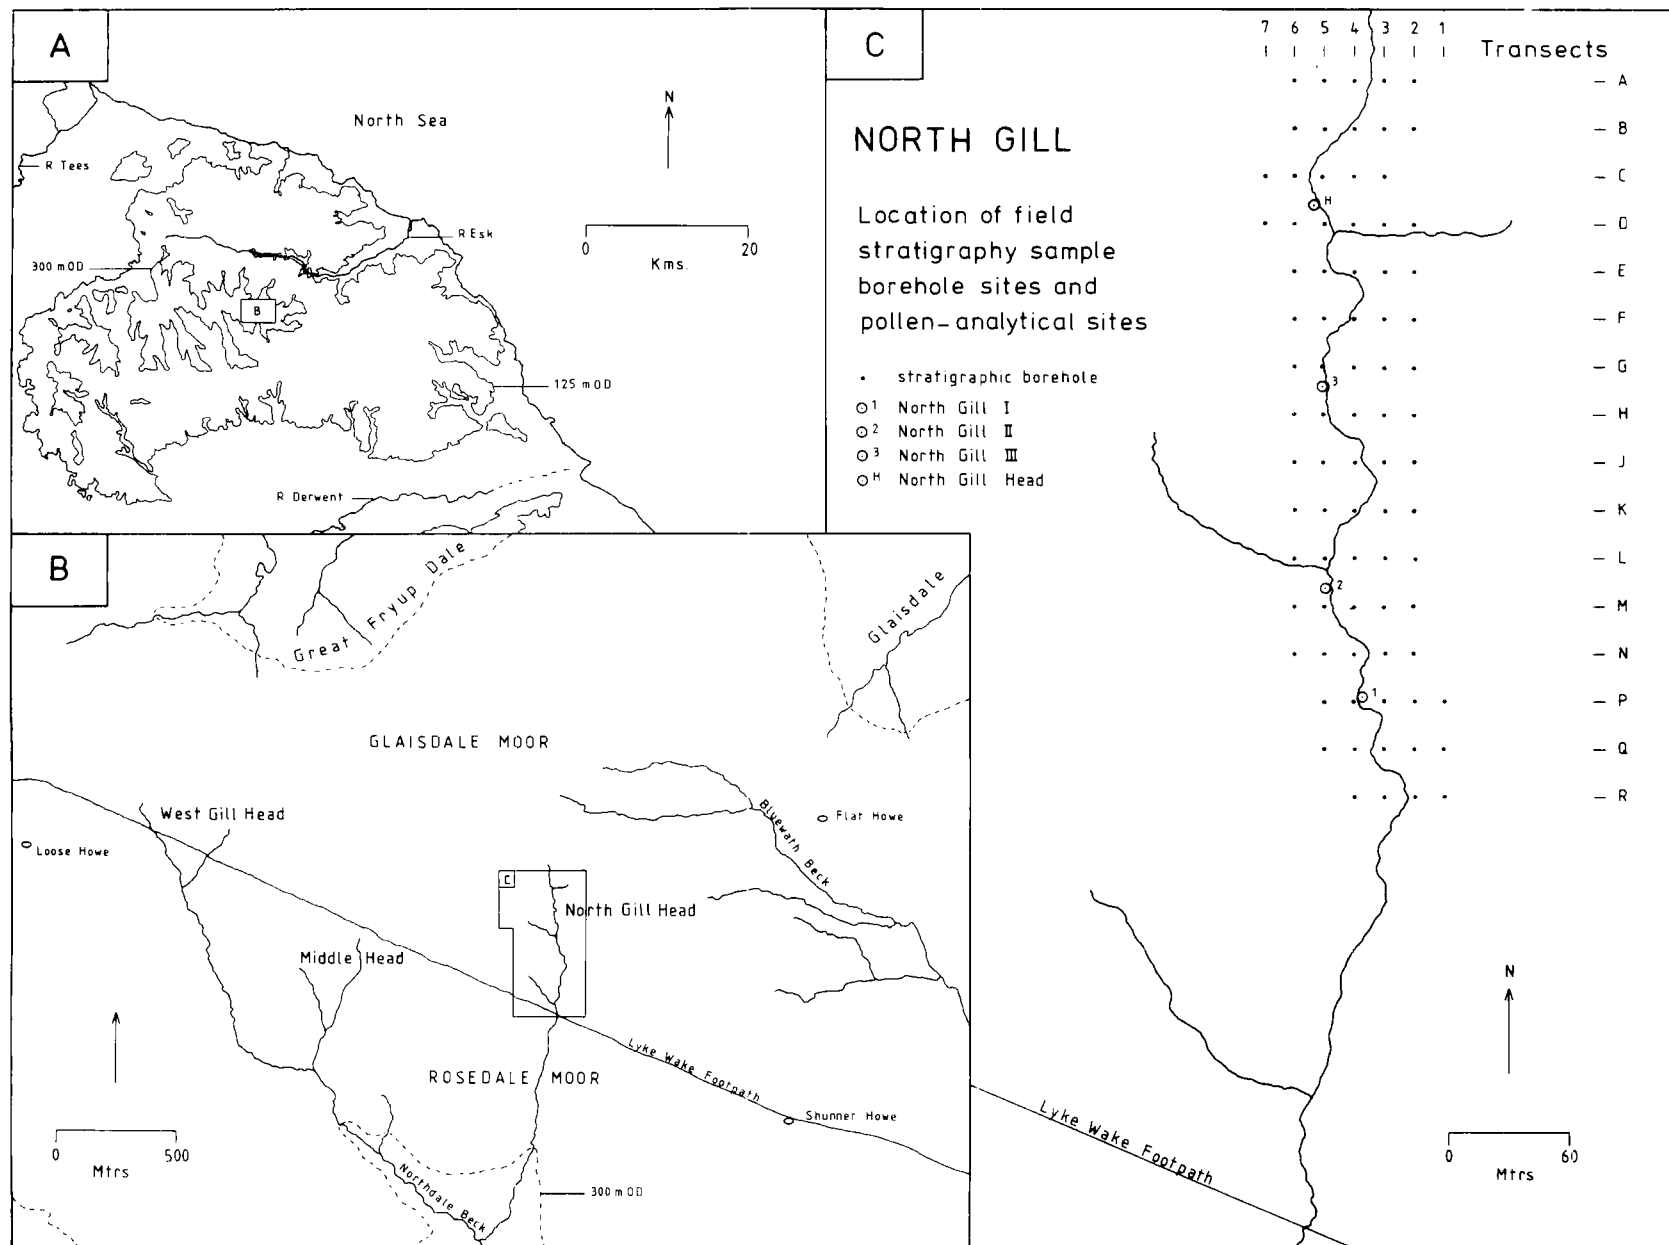 A
North Sea
N
R Tees
R Esk
0 20
Kms.
300 mOD
B
125 mOD
R Derwent
B
Great Fryup Dale
Glaisdale
GLAISDALE MOOR
West Gill Head
Loose Howe
Bluewath Beck
Flat Howe
C
North Gill Head
Middle Head
Lyke Wake Footpath
ROSEDALE MOOR
Shunner Howe
0 500
Mtrs
Northdale Beck
300 mOD
C
7 6 5 4 3 2 1 Transects
NORTH GILL
Location of field
stratigraphy sample
borehole sites and
pollen-analytical sites
stratigraphic borehole
1 North Gill I
2 North Gill II
3 North Gill III
H North Gill Head
A
B
C
H
D
E
F
G
3
H
J
K
L
2
M
N
1
P
Q
R
N
Lyke Wake Footpath
0 60
Mtrs